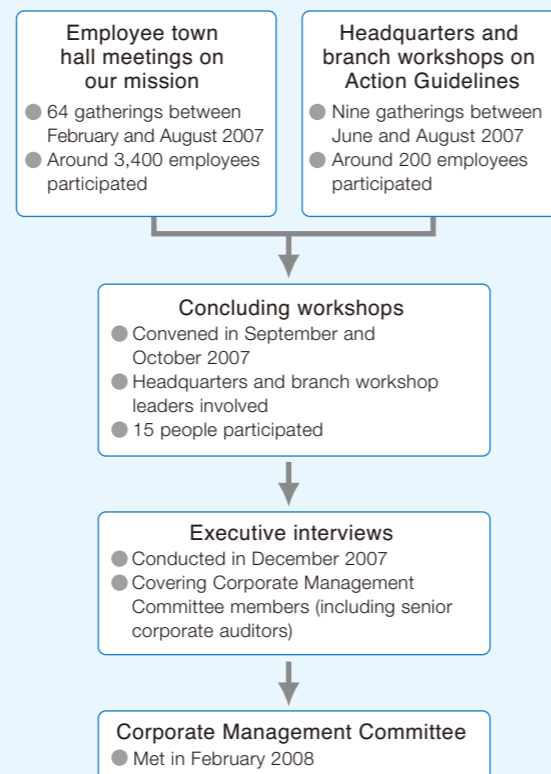 Employee town
hall meetings on
our mission
● 64 gatherings between
February and August 2007
● Around 3,400 employees
participated
Headquarters and
branch workshops on
Action Guidelines
● Nine gatherings between
June and August 2007
● Around 200 employees
participated
Concluding workshops
● Convened in September and
October 2007
● Headquarters and branch workshop
leaders involved
● 15 people participated
Executive interviews
● Conducted in December 2007
● Covering Corporate Management
Committee members (including senior
corporate auditors)
Corporate Management Committee
● Met in February 2008